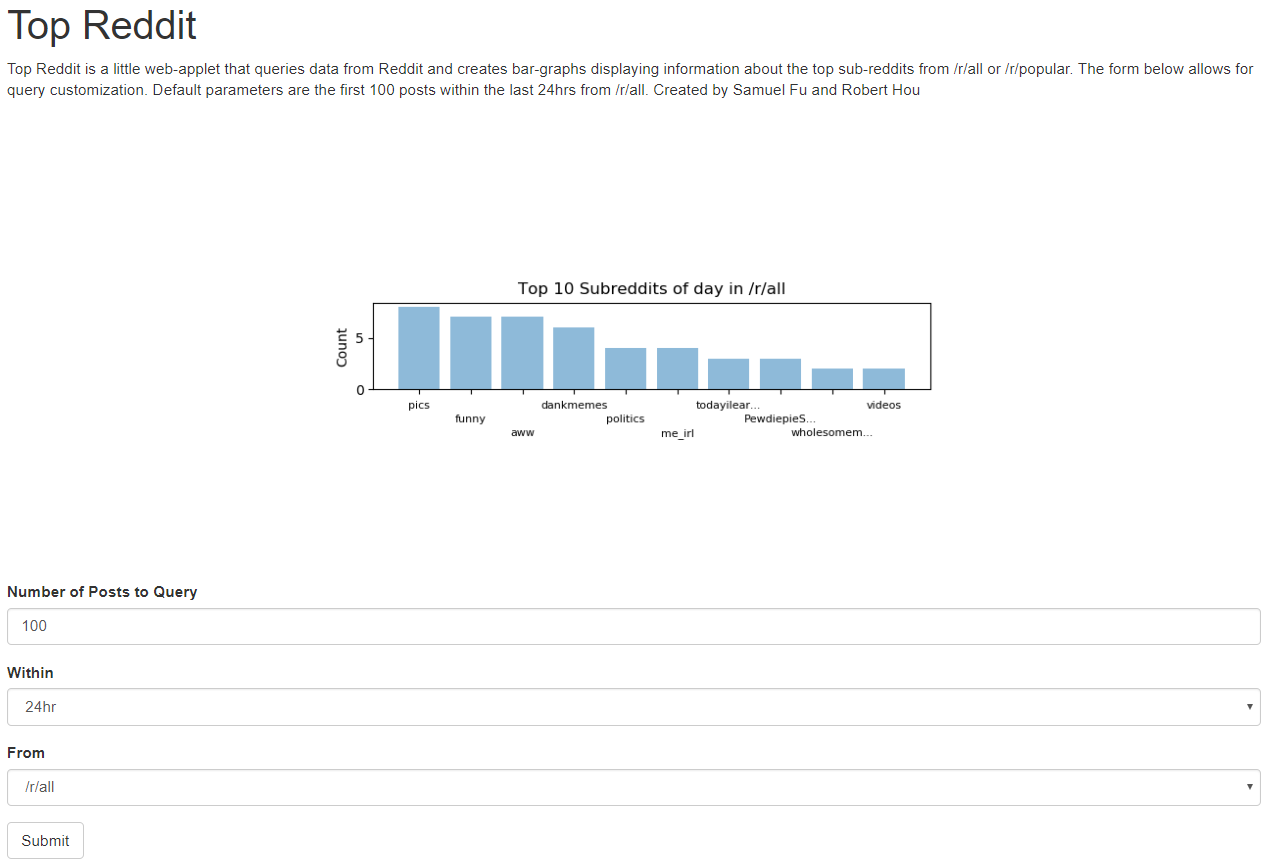 Top Reddit
Top Reddit is a little web-applet that queries data from Reddit and creates bar-graphs displaying information about the top sub-reddits from /r/all or /r/popular. The form below allows for
query customization. Default parameters are the first 100 posts within the last 24hrs from /r/all. Created by Samuel Fu and Robert Hou
Top 10 Subreddits of day in /r/all
Count
5
0
pics
funny
aww
dankmemes
politics
me_irl
todayilear...
PewdiepieS...
wholesomem...
videos
Number of Posts to Query
100
Within
24hr
From
/r/all
Submit